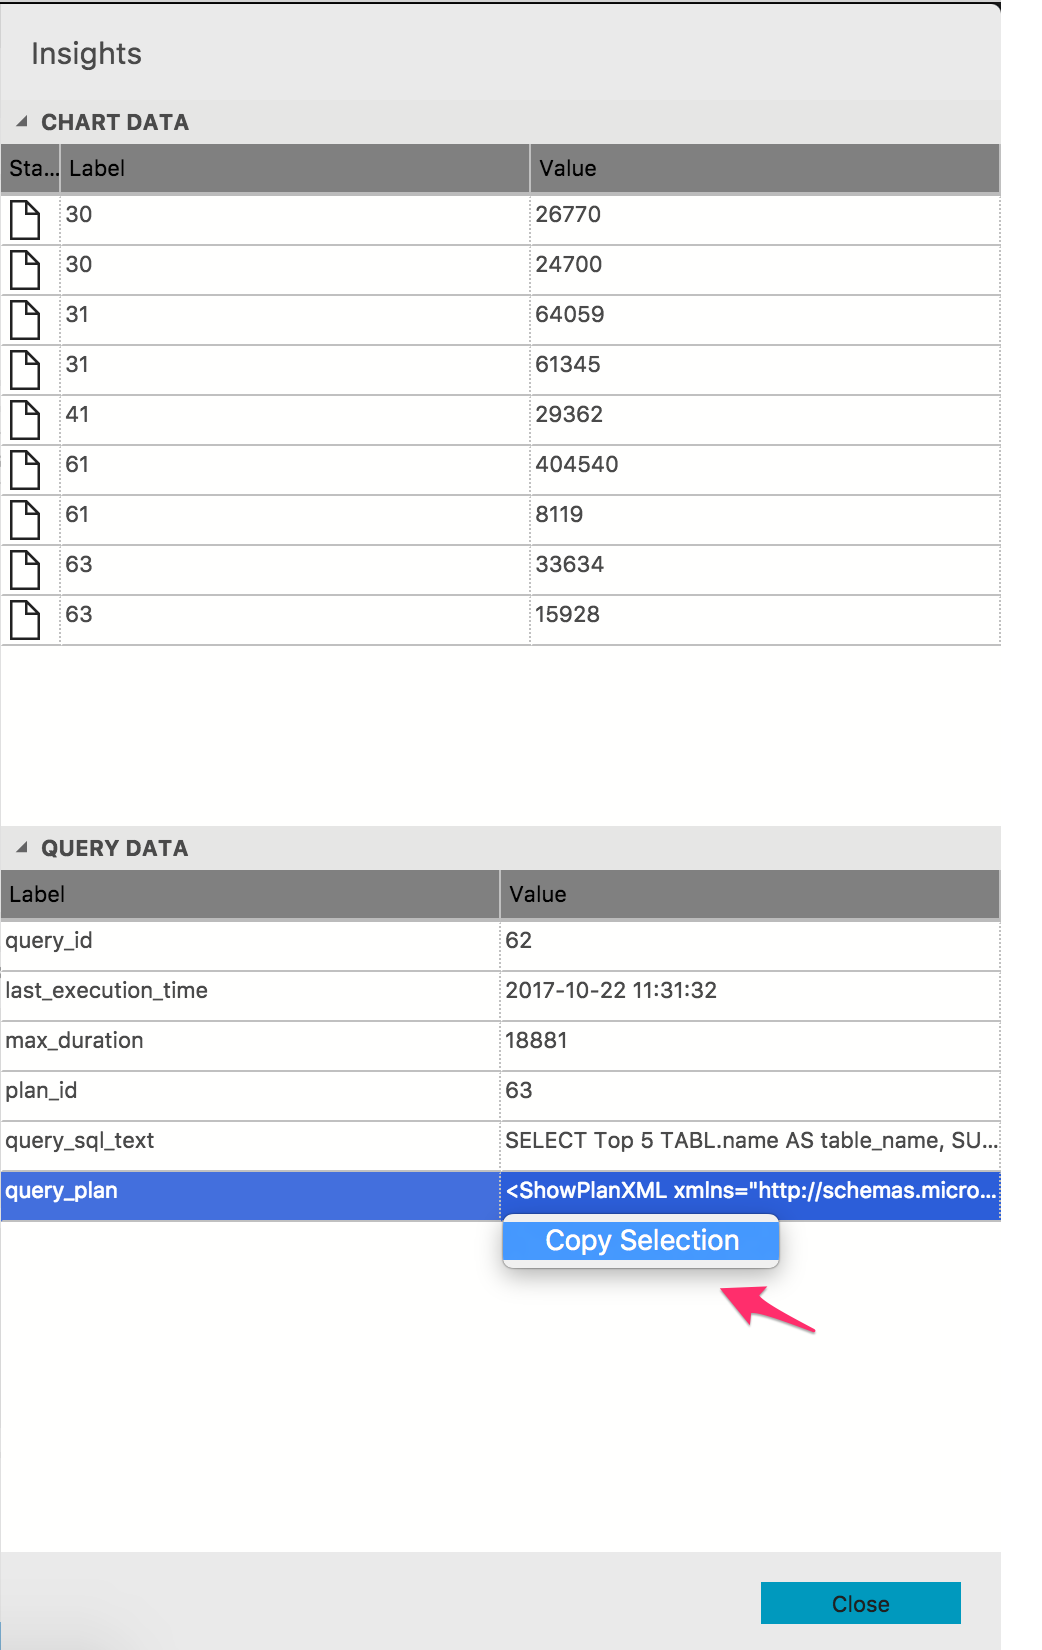 Insights
CHART DATA
Sta... Label Value
30 26770
30 24700
31 64059
31 61345
41 29362
61 404540
61 8119
63 33634
63 15928
QUERY DATA
Label Value
query_id 62
last_execution_time 2017-10-22 11:31:32
max_duration 18881
plan_id 63
query_sql_text SELECT Top 5 TABL.name AS table_name, SU...
query_plan <ShowPlanXML xmlns="http://schemas.micro...
Copy Selection
Close